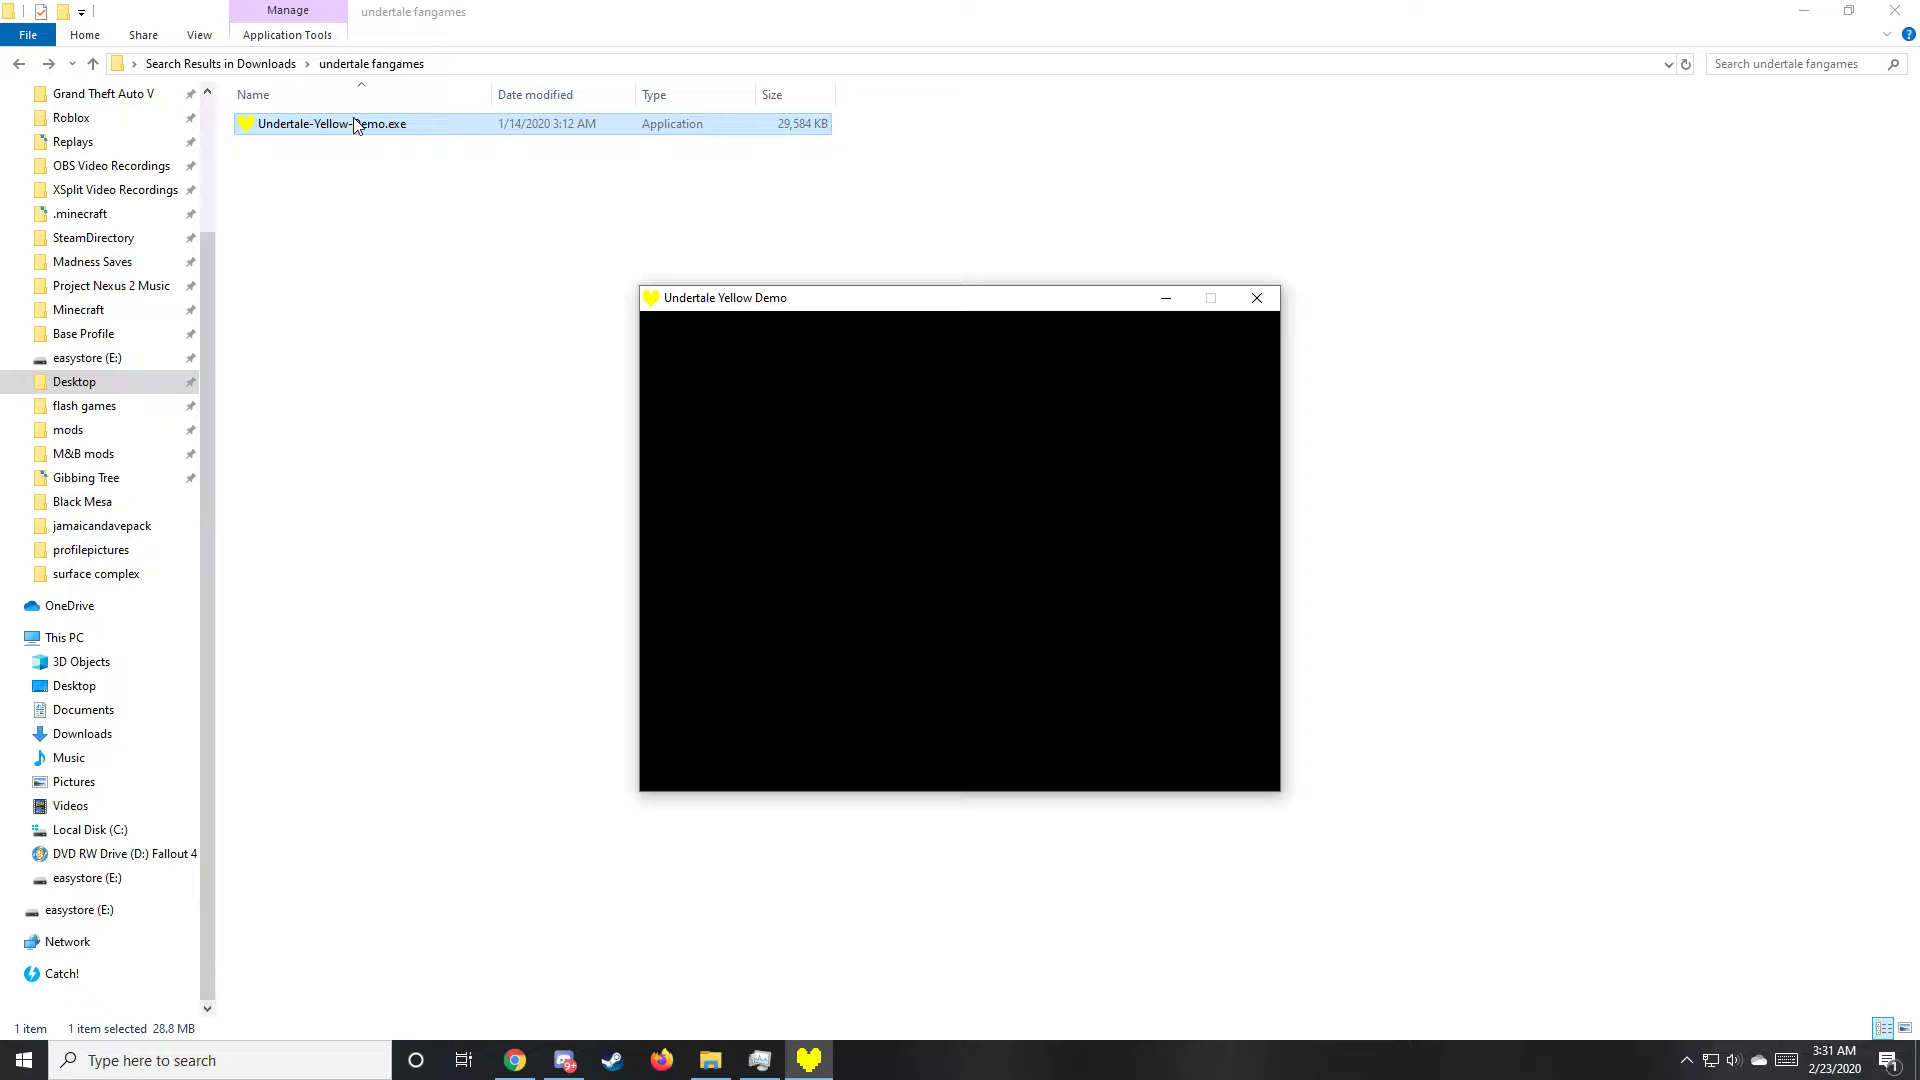 Manage
undertale fangames
File
Home
Share
View
Application Tools
Search Results in Downloads
undertale fangames
Search undertale fangames
Name
Date modified
Type
Size
Undertale-Yellow-Demo.exe
1/14/2020 3:12 AM
Application
29,584 KB
Grand Theft Auto V
Roblox
Replays
OBS Video Recordings
XSplit Video Recordings
.minecraft
SteamDirectory
Madness Saves
Project Nexus 2 Music
Minecraft
Base Profile
easystore (E:)
Desktop
flash games
mods
M&B mods
Gibbing Tree
Black Mesa
jamaicandavepack
profilepictures
surface complex
OneDrive
This PC
3D Objects
Desktop
Documents
Downloads
Music
Pictures
Videos
Local Disk (C:)
DVD RW Drive (D:) Fallout 4
easystore (E:)
easystore (E:)
Network
Catch!
Undertale Yellow Demo
1 item
1 item selected 28.8 MB
Type here to search
9+
3:31 AM
2/23/2020
1